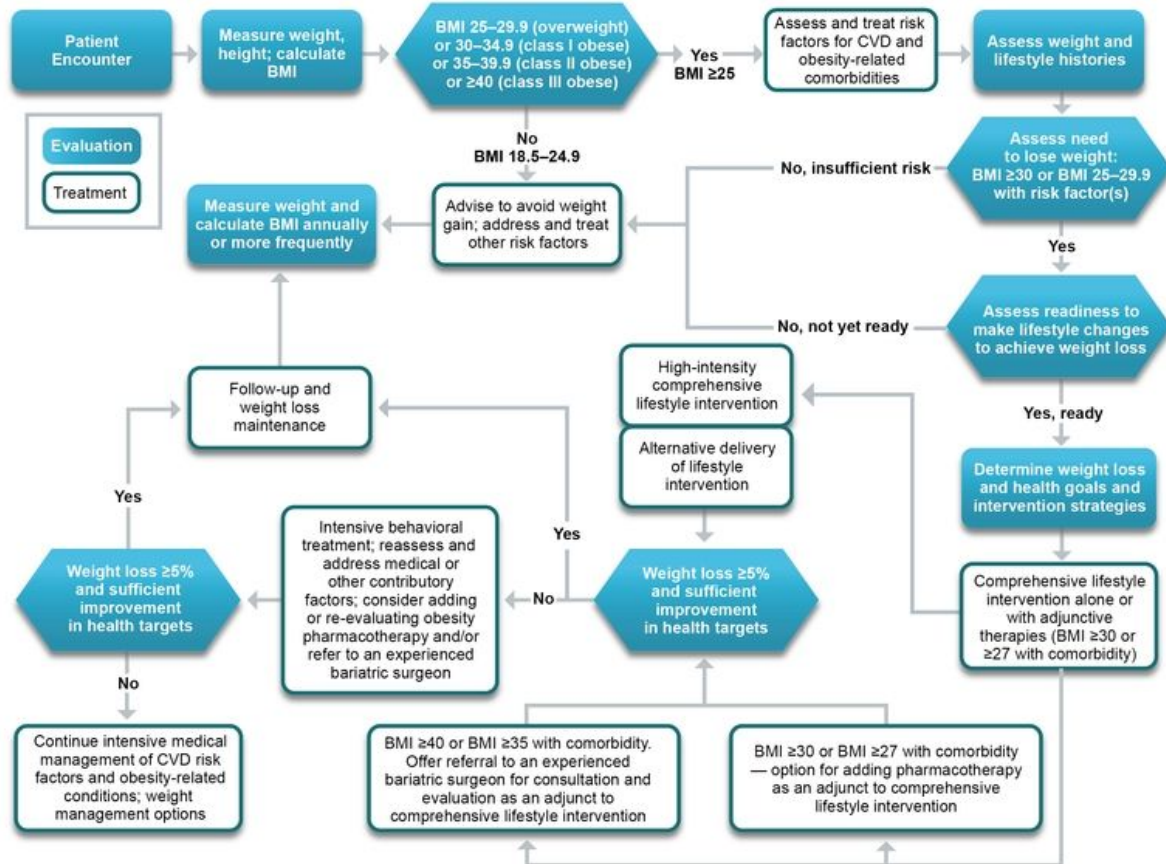 Patient
Encounter
Measure weight,
height; calculate
BMI
BMI 25–29.9 (overweight)
or 30–34.9 (class I obese)
or 35–39.9 (class II obese)
or ≥40 (class III obese)
Yes
BMI ≥25
Assess and treat risk
factors for CVD and
obesity-related
comorbidities
Assess weight and
lifestyle histories
Evaluation
Treatment
No
BMI 18.5–24.9
Assess need
to lose weight:
BMI ≥30 or BMI 25–29.9
with risk factor(s)
No, insufficient risk
Measure weight and
calculate BMI annually
or more frequently
Advise to avoid weight
gain; address and treat
other risk factors
Yes
Assess readiness to
make lifestyle changes
to achieve weight loss
No, not yet ready
High-intensity
comprehensive
lifestyle intervention
Alternative delivery
of lifestyle
intervention
Follow-up and
weight loss
maintenance
Yes, ready
Determine weight loss
and health goals and
intervention strategies
Yes
Intensive behavioral
treatment; reassess and
address medical or
other contributory
factors; consider adding
or re-evaluating obesity
pharmacotherapy and/or
refer to an experienced
bariatric surgeon
Yes
No
Weight loss ≥5%
and sufficient
improvement
in health targets
Weight loss ≥5%
and sufficient
improvement
in health targets
Comprehensive lifestyle
intervention alone or
with adjunctive
therapies (BMI ≥30 or
≥27 with comorbidity)
No
Continue intensive medical
management of CVD risk
factors and obesity-related
conditions; weight
management options
BMI ≥40 or BMI ≥35 with comorbidity.
Offer referral to an experienced
bariatric surgeon for consultation and
evaluation as an adjunct to
comprehensive lifestyle intervention
BMI ≥30 or BMI ≥27 with comorbidity
— option for adding pharmacotherapy
as an adjunct to comprehensive
lifestyle intervention